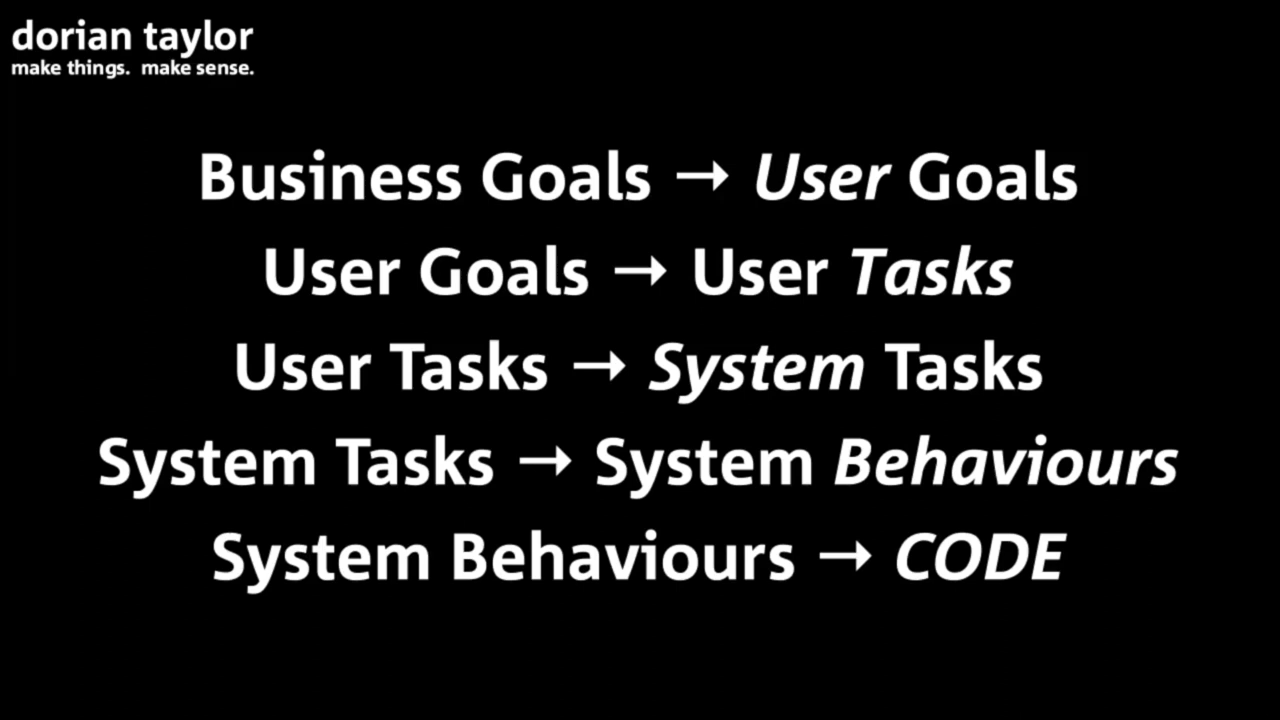 dorian taylor
make things. make sense.
Business Goals → User Goals
User Goals → User Tasks
User Tasks → System Tasks
System Tasks → System Behaviours
System Behaviours → CODE